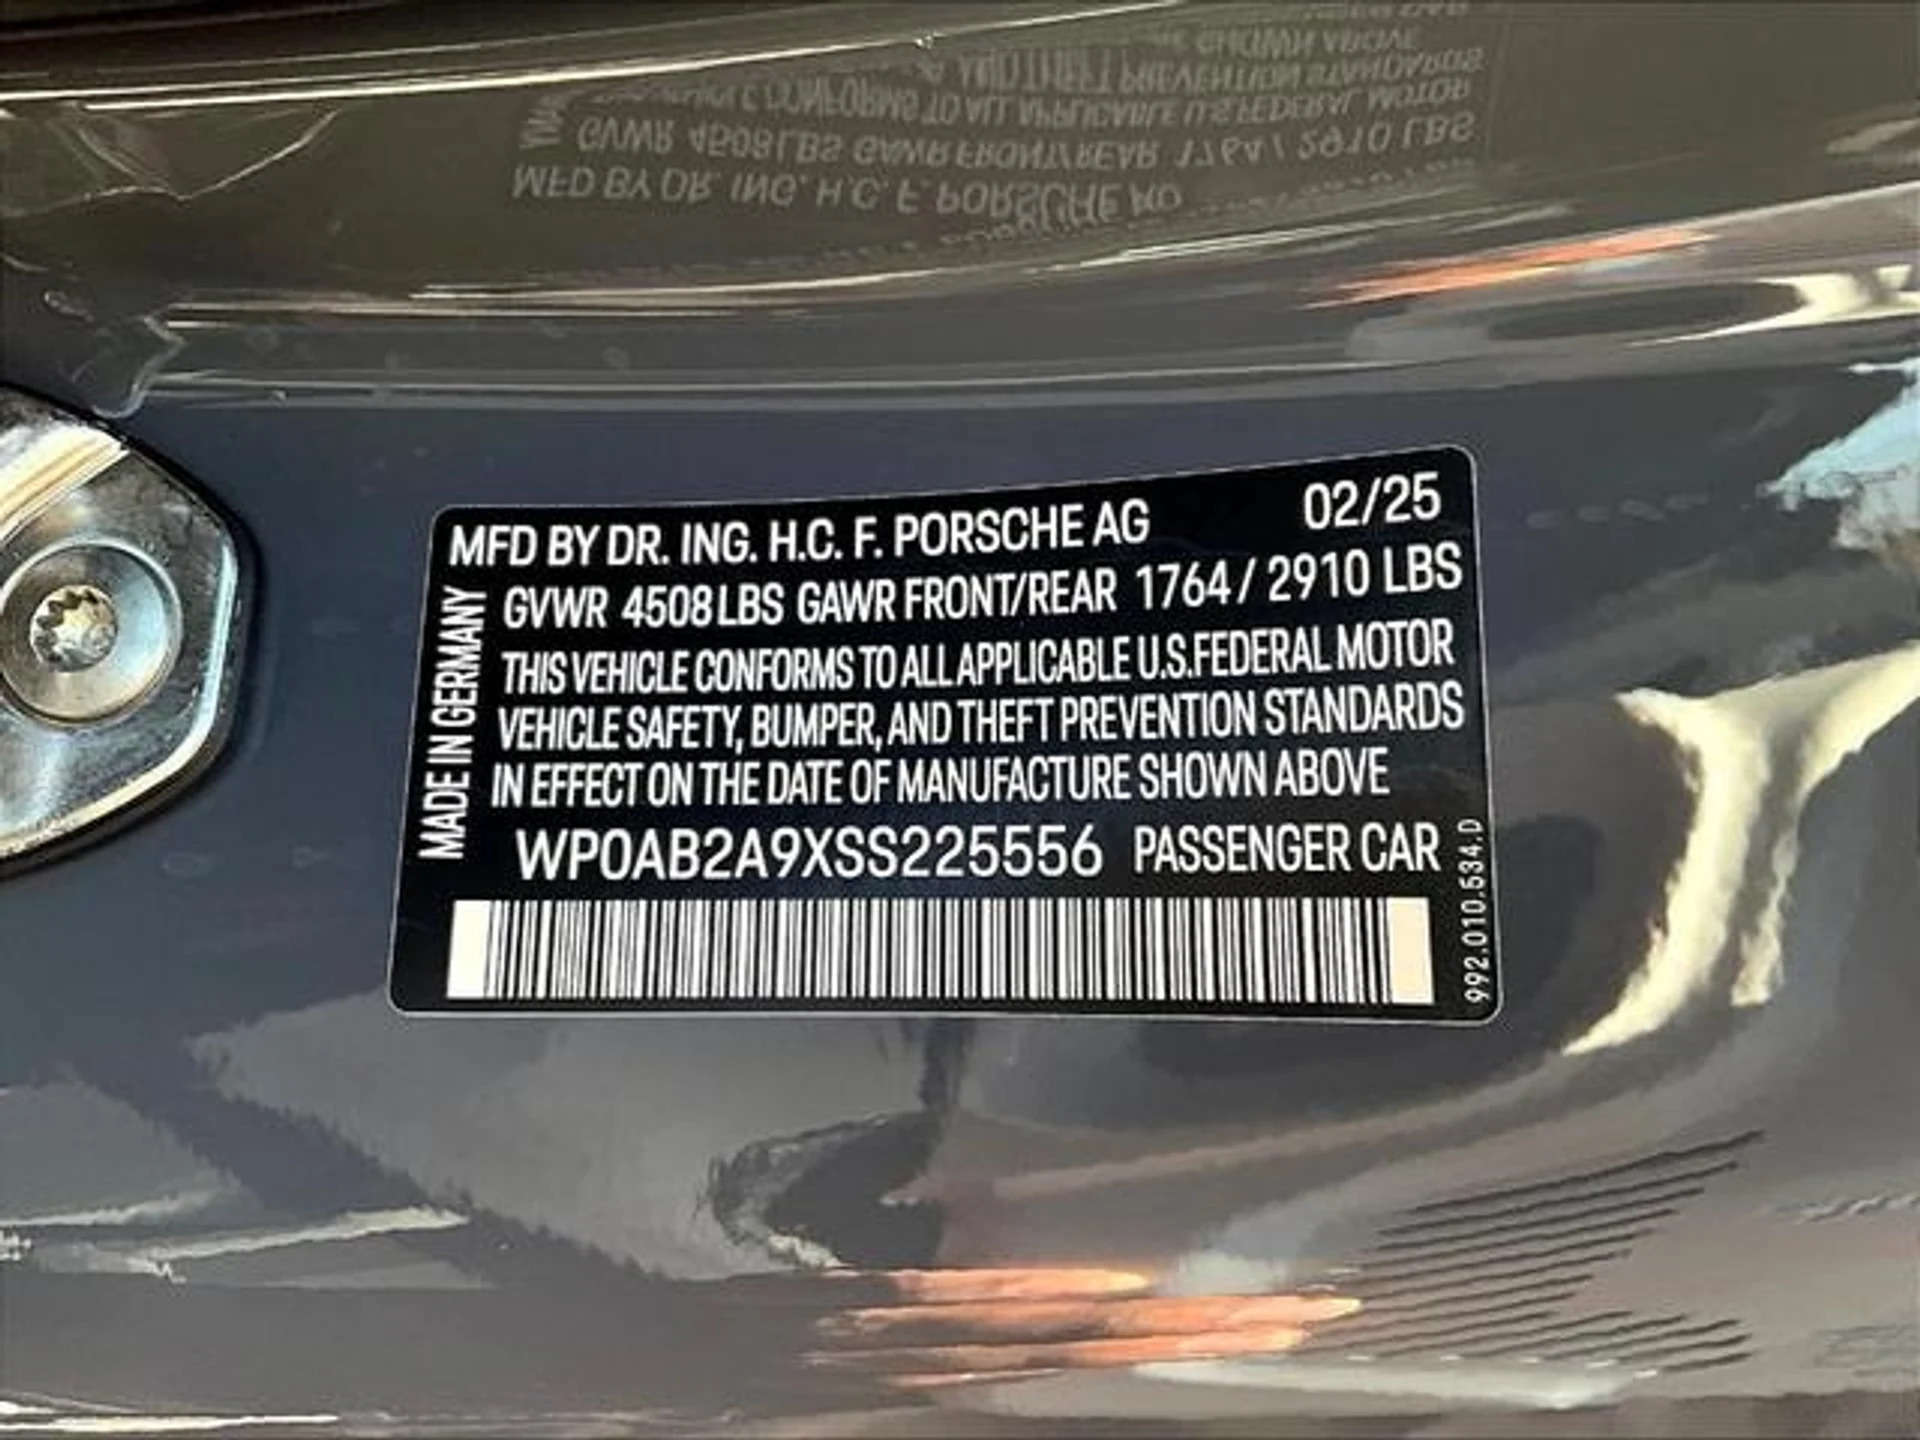 MFD BY DR. ING. H.C. F. PORSCHE AG 02/25
GVWR 4508 LBS GAWR FRONT/REAR 1764 / 2910 LBS
THIS VEHICLE CONFORMS TO ALL APPLICABLE U.S.FEDERAL MOTOR
VEHICLE SAFETY, BUMPER, AND THEFT PREVENTION STANDARDS
IN EFFECT ON THE DATE OF MANUFACTURE SHOWN ABOVE
WP0AB2A9XSS225556 PASSENGER CAR
MADE IN GERMANY
992.010.534.D